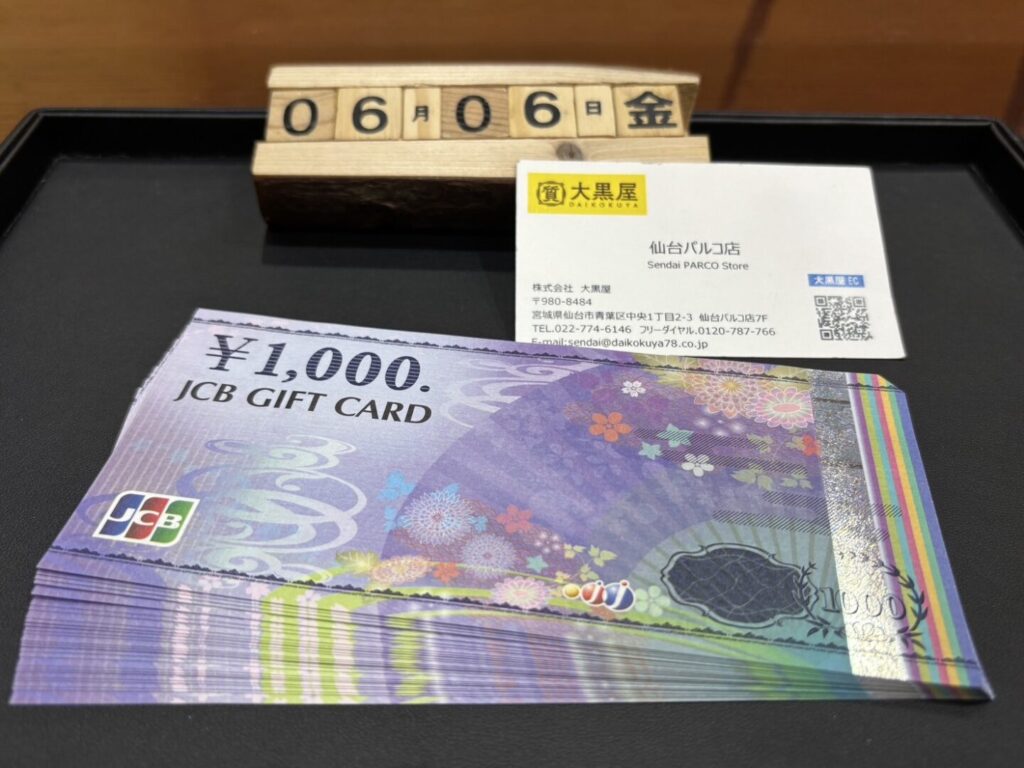 06月06日金
質 大黒屋
DAIKOKUYA
仙台パルコ店
Sendai PARCO Store
大黒屋 EC
株式会社 大黒屋
〒980-8484
宮城県仙台市青葉区中央1丁目2-3 仙台パルコ店7F
TEL.022-774-6146 フリーダイヤル.0120-787-766
E-mail:sendai@daikokuya78.co.jp
¥1,000.
JCB GIFT CARD
JCB
1000